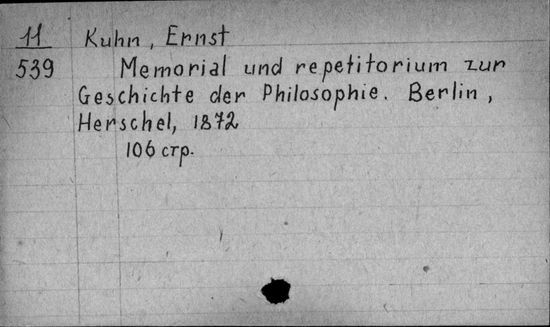 11 Kuhn, Ernst
539 Memorial und repetitorium zur
Geschichte der Philosophie. Berlin,
Herschel, 1872
106 стр.